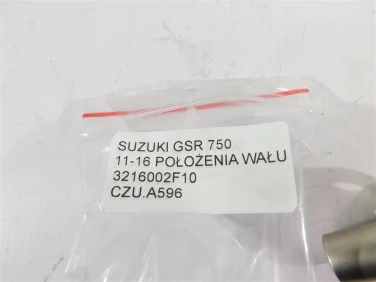 SUZUKI GSR 750
11-16 POŁOŻENIA WAŁU
3216002F10
CZU.A596